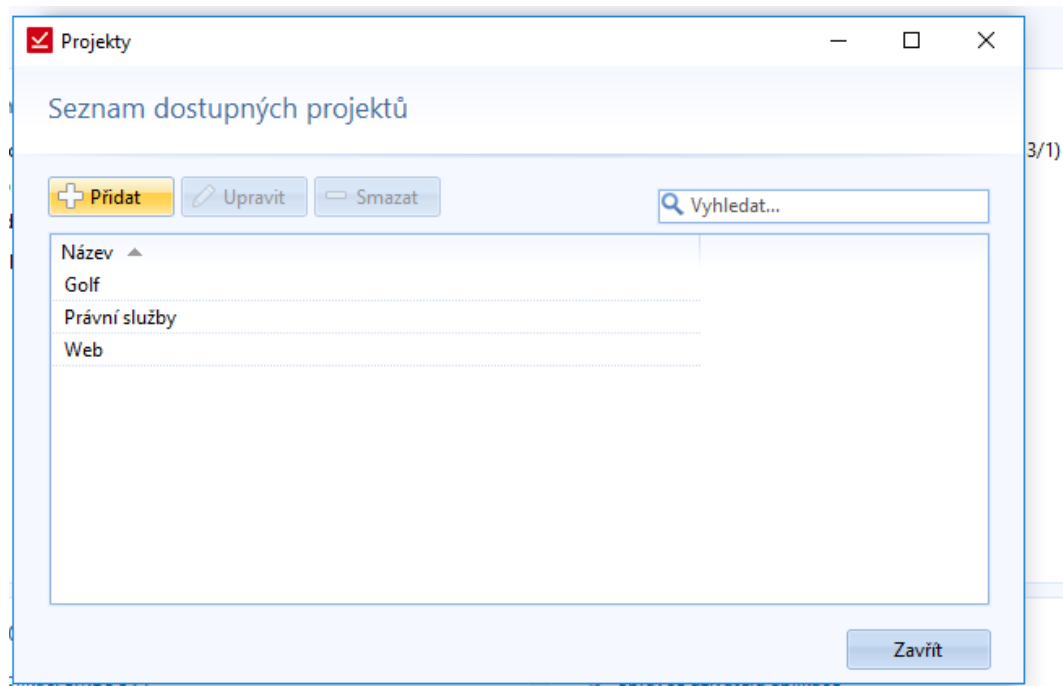 Projekty
Seznam dostupných projektů
3/1)
Přidat Upravit Smazat Vyhledat...
Název
Golf
Právní služby
Web
Zavřít